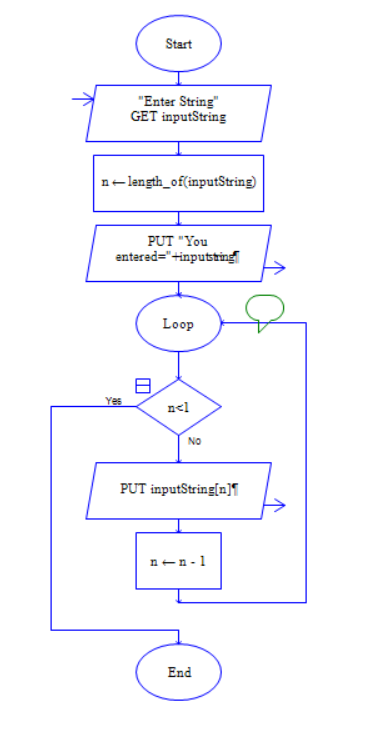 Start
"Enter String"
GET inputString
n ← length_of(inputString)
PUT "You
entered="+inputstring¶
Loop
Yes
n<1
No
PUT inputString[n]¶
n ← n - 1
End